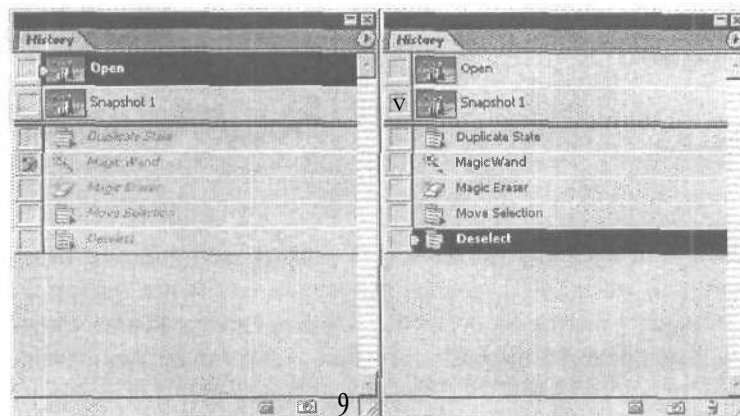 History
Open
Snapshot 1
Duplicate State
Magic Wand
Magic Eraser
Move Selection
Deselect
9
History
Open
V
Snapshot 1
Duplicate State
MagicWand
Magic Eraser
Move Selection
Deselect